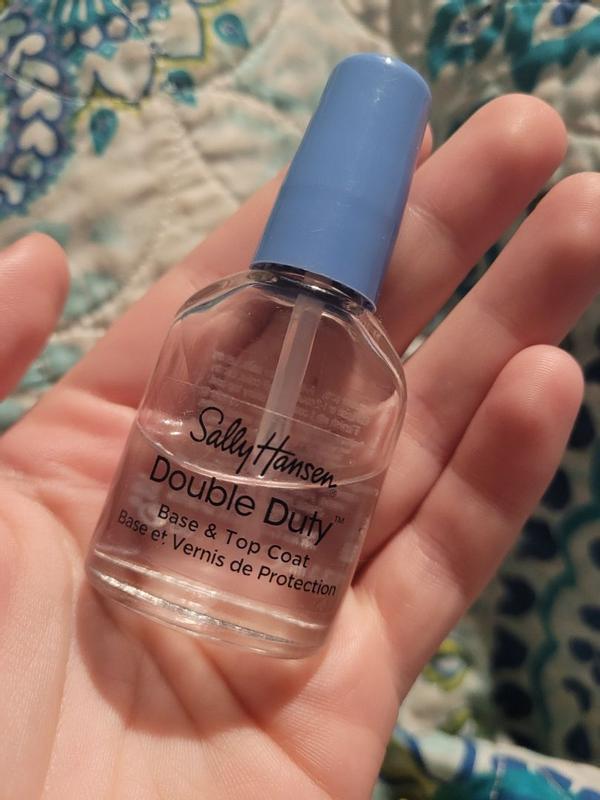 Sally Hansen®
Double Duty™
Base & Top Coat
Base et Vernis de Protection